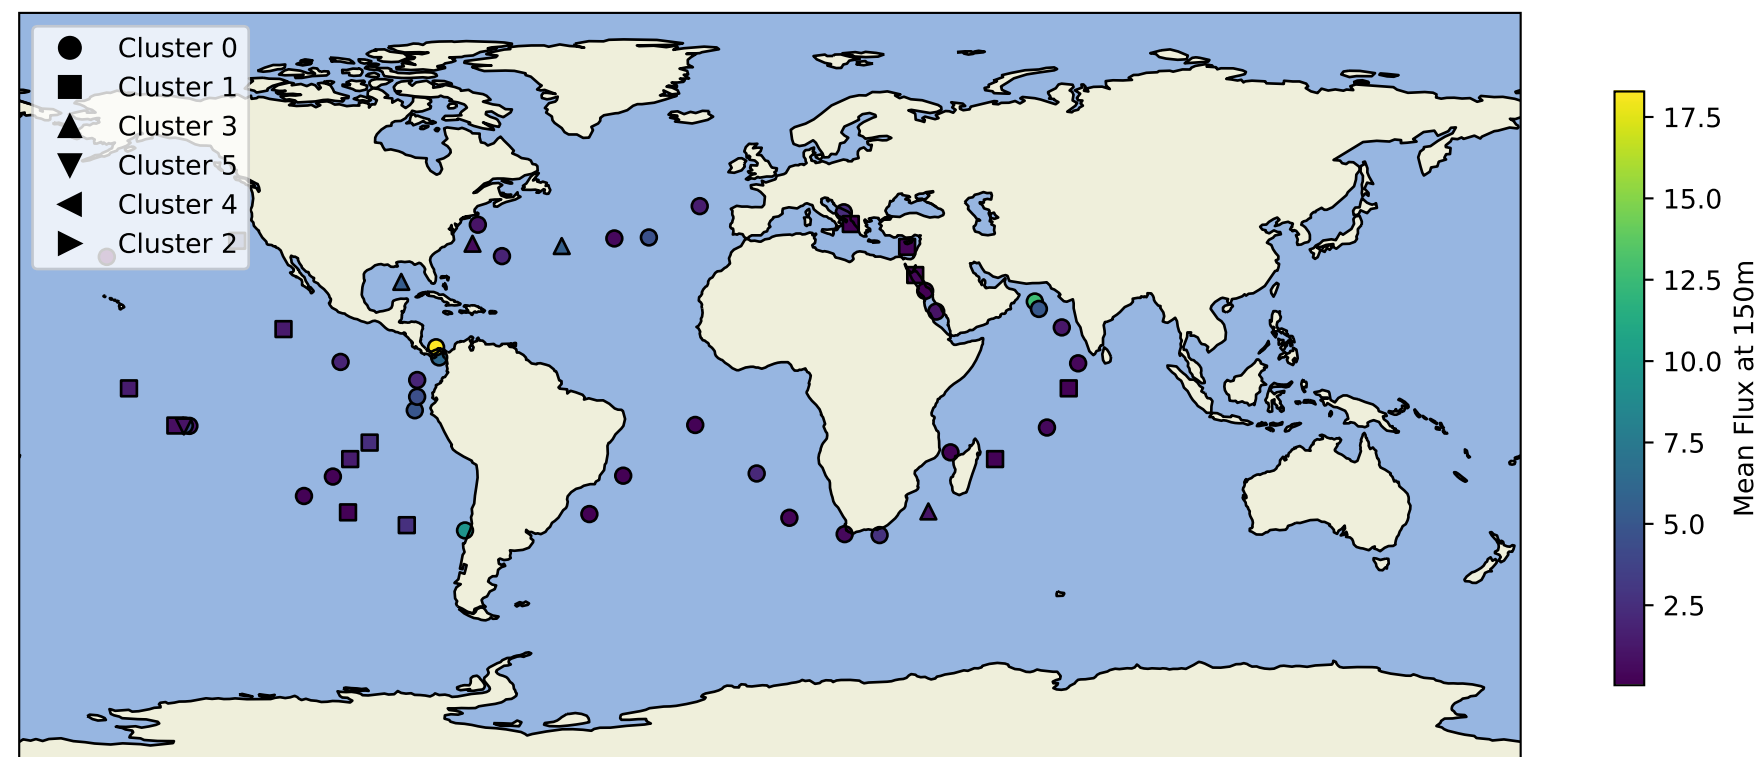 Cluster 0
Cluster 1
Cluster 3
Cluster 5
Cluster 4
Cluster 2
17.5
15.0
12.5
10.0
7.5
5.0
2.5
Mean Flux at 150m